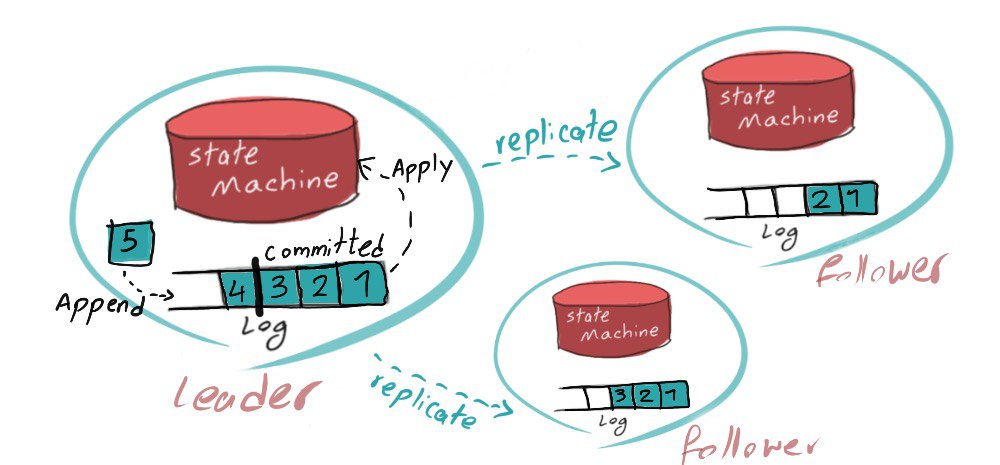 state
Machine
Apply
5
committed
4 3 2 1
Append
Log
Leader
replicate
replicate
state
Machine
2 1
Log
follower
state
Machine
3 2 1
Log
follower